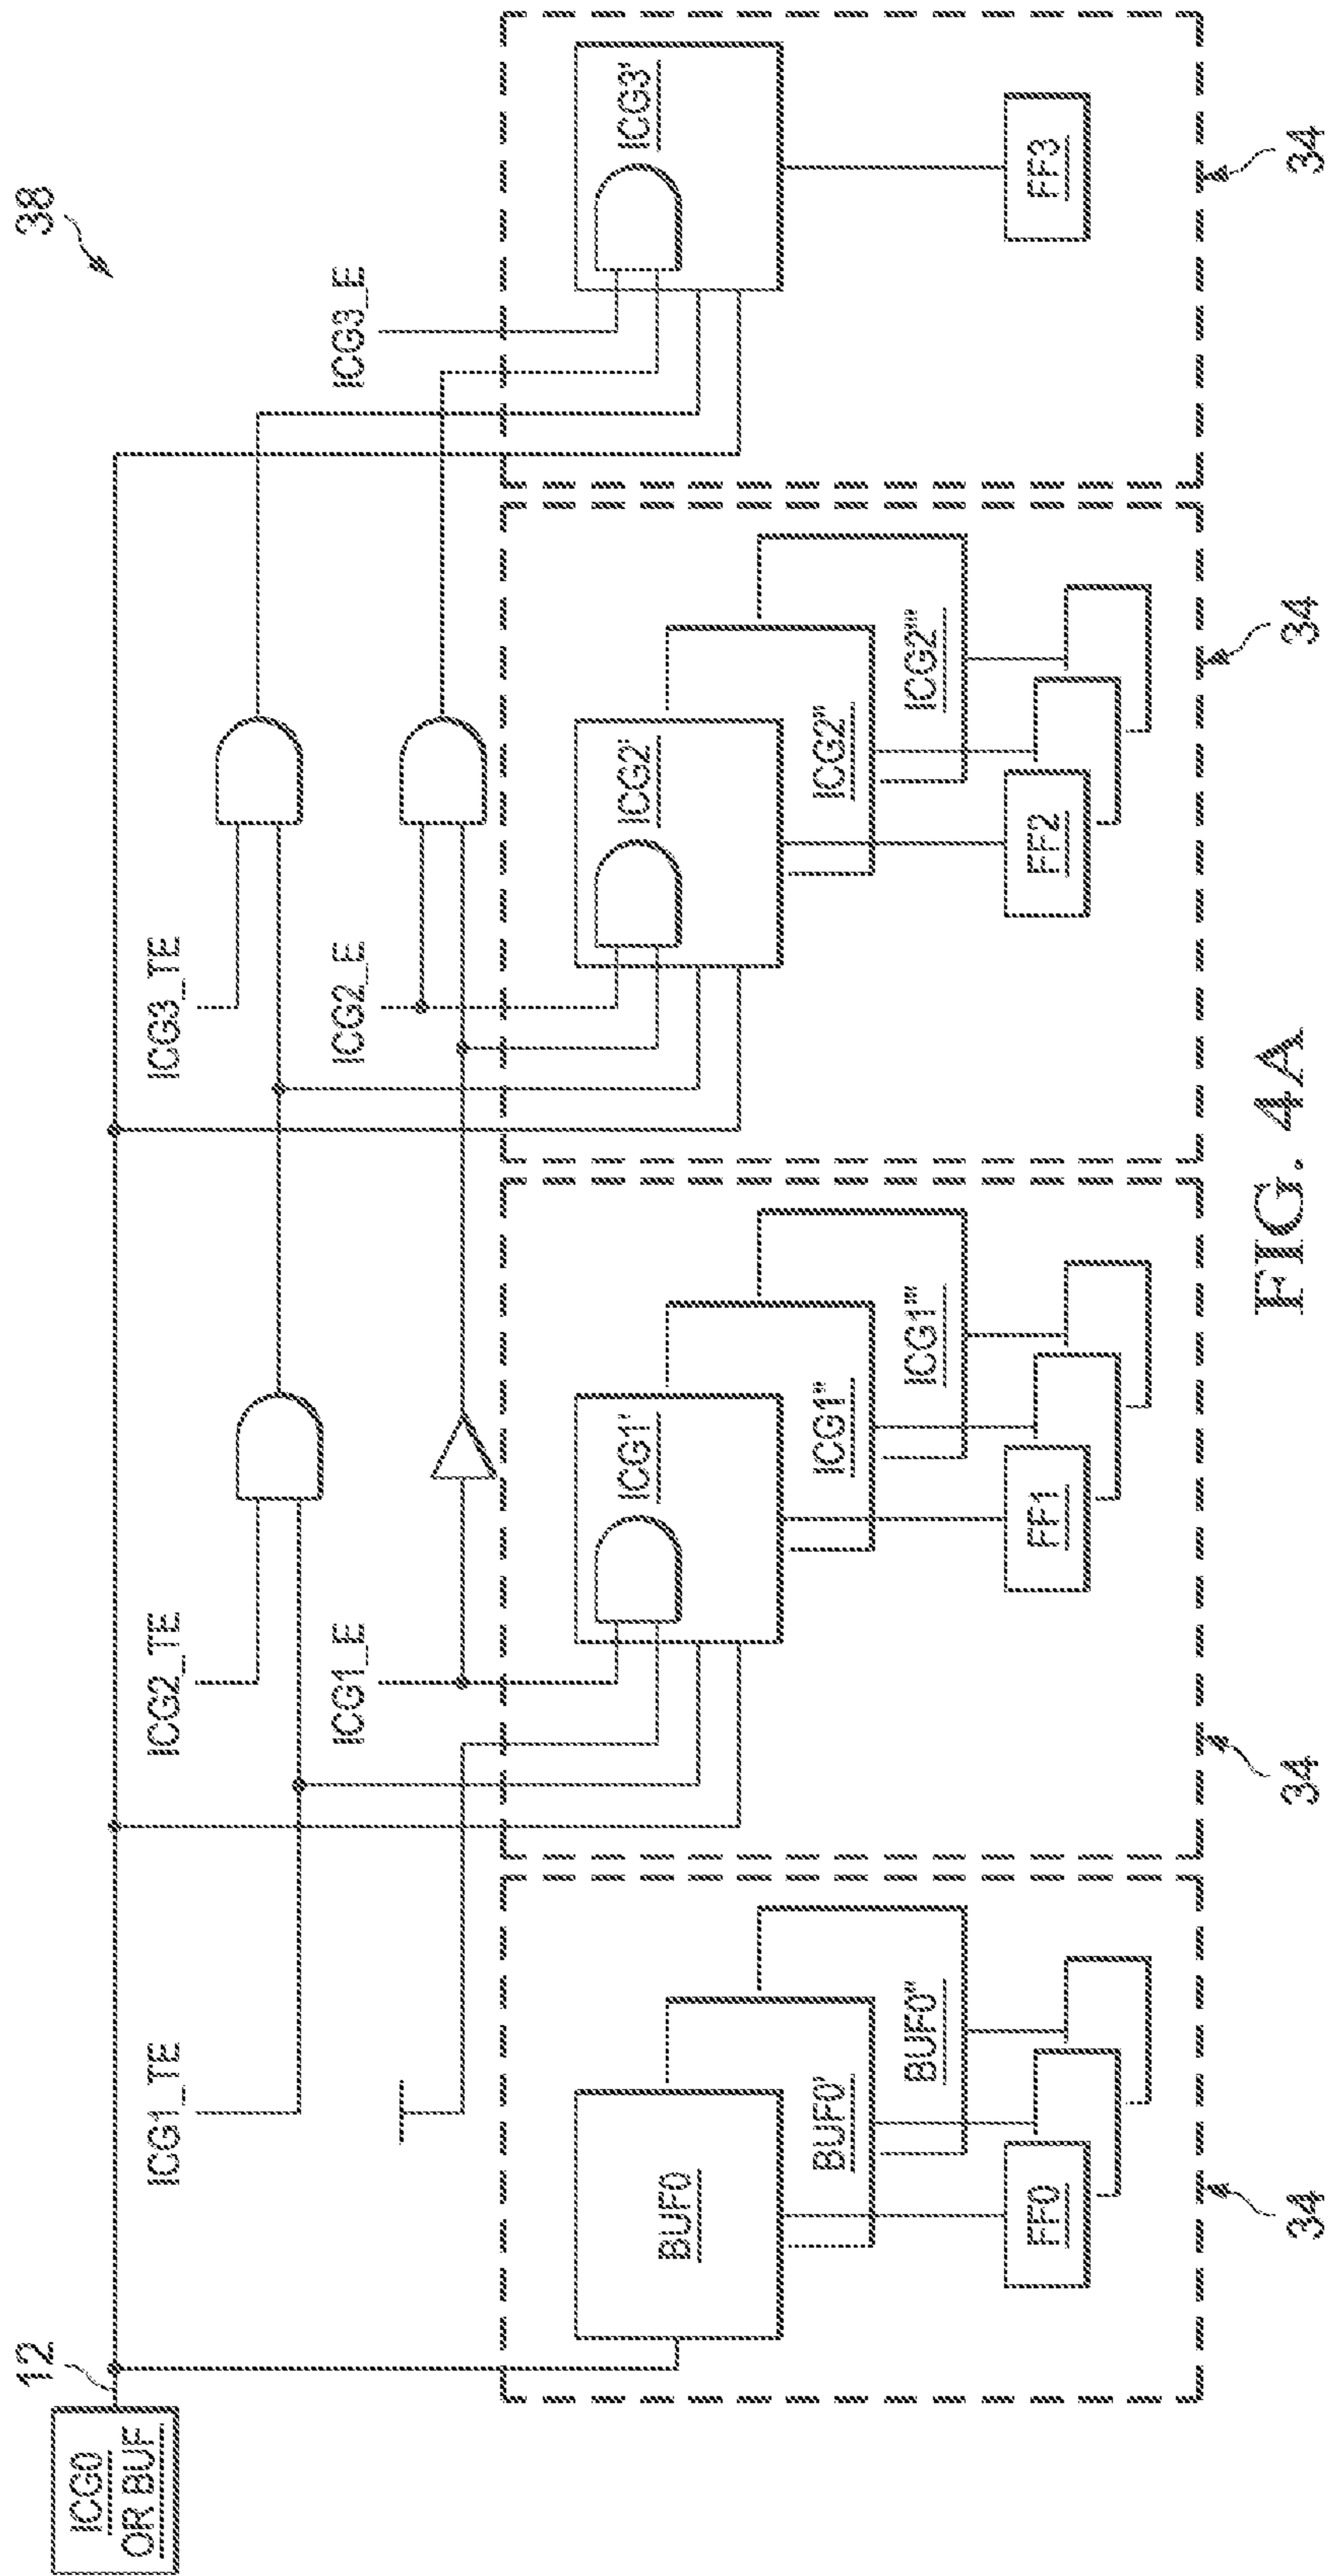 38
12
ICG0
OR BUF
ICG1_TE
ICG2_TE
ICG3_TE
ICG1_E
ICG2_E
ICG3_E
BUF0
BUF0'
BUF0"
FF0
ICG1'
ICG1"
ICG1'"
FF1
ICG2'
ICG2"
ICG2'"
FF2
ICG3'
FF3
34
34
34
34
FIG. 4A